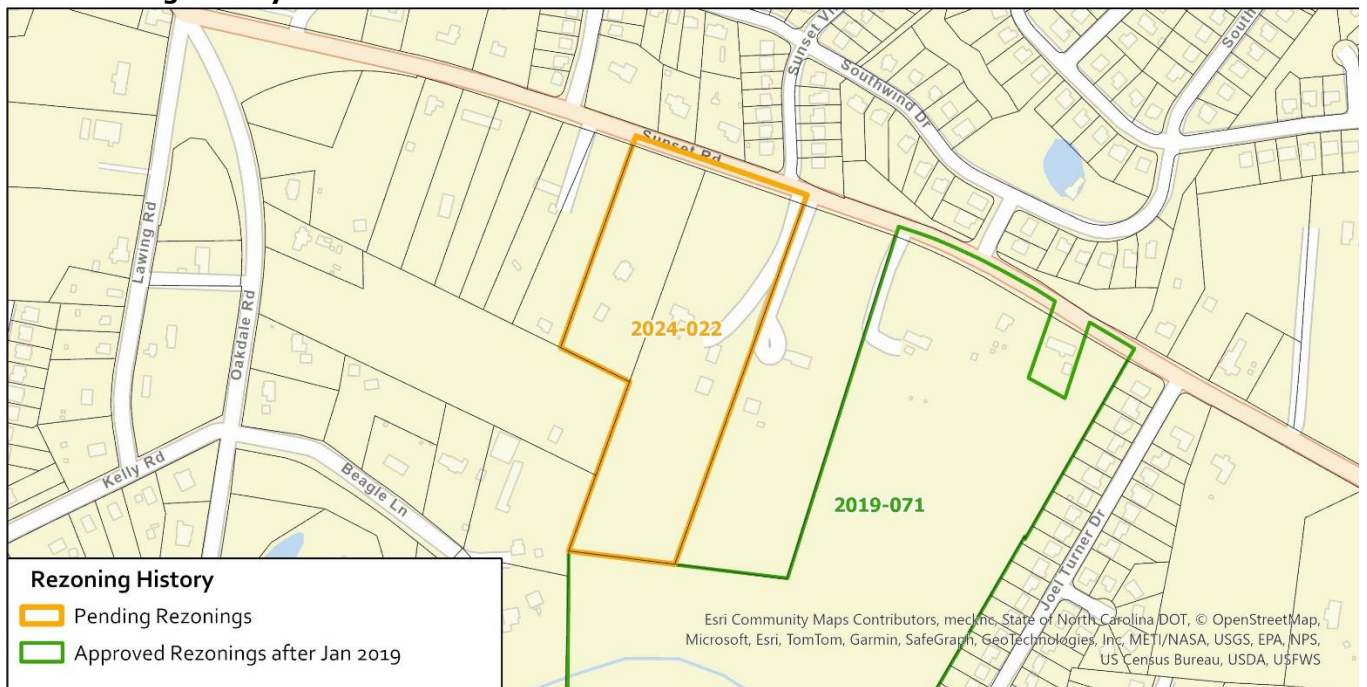 Sunset Rd
Southwind Dr
Lawing Rd
Oakdale Rd
Kelly Rd
Beagle Ln
Joel Turner Dr
2024-022
2019-071
Rezoning History
Pending Rezonings
Approved Rezonings after Jan 2019
Esri Community Maps Contributors, mecknc, State of North Carolina DOT, © OpenStreetMap,
Microsoft, Esri, TomTom, Garmin, SafeGraph, GeoTechnologies, Inc, METI/NASA, USGS, EPA, NPS,
US Census Bureau, USDA, USFWS